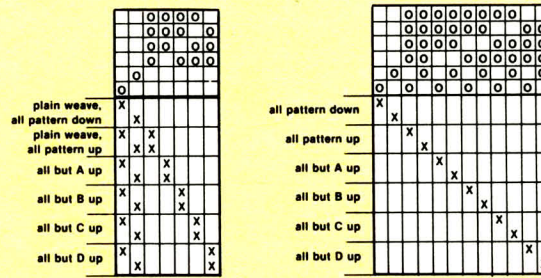 O O O O
O O O O
O O O O
O O O O
O
O
plain weave, X
all pattern down X
plain weave, X X
all pattern up X X
all but A up X X
X X
all but B up X X
X X
all but C up X X
X X
all but D up X X
X X
O O O O O O O O
O O O O O O O O
O O O O O O O O
O O O O O O O O
O O O O O O
O O O O O O
all pattern down X
X
all pattern up X
X
all but A up X
X
all but B up X
X
all but C up X
X
all but D up X
X